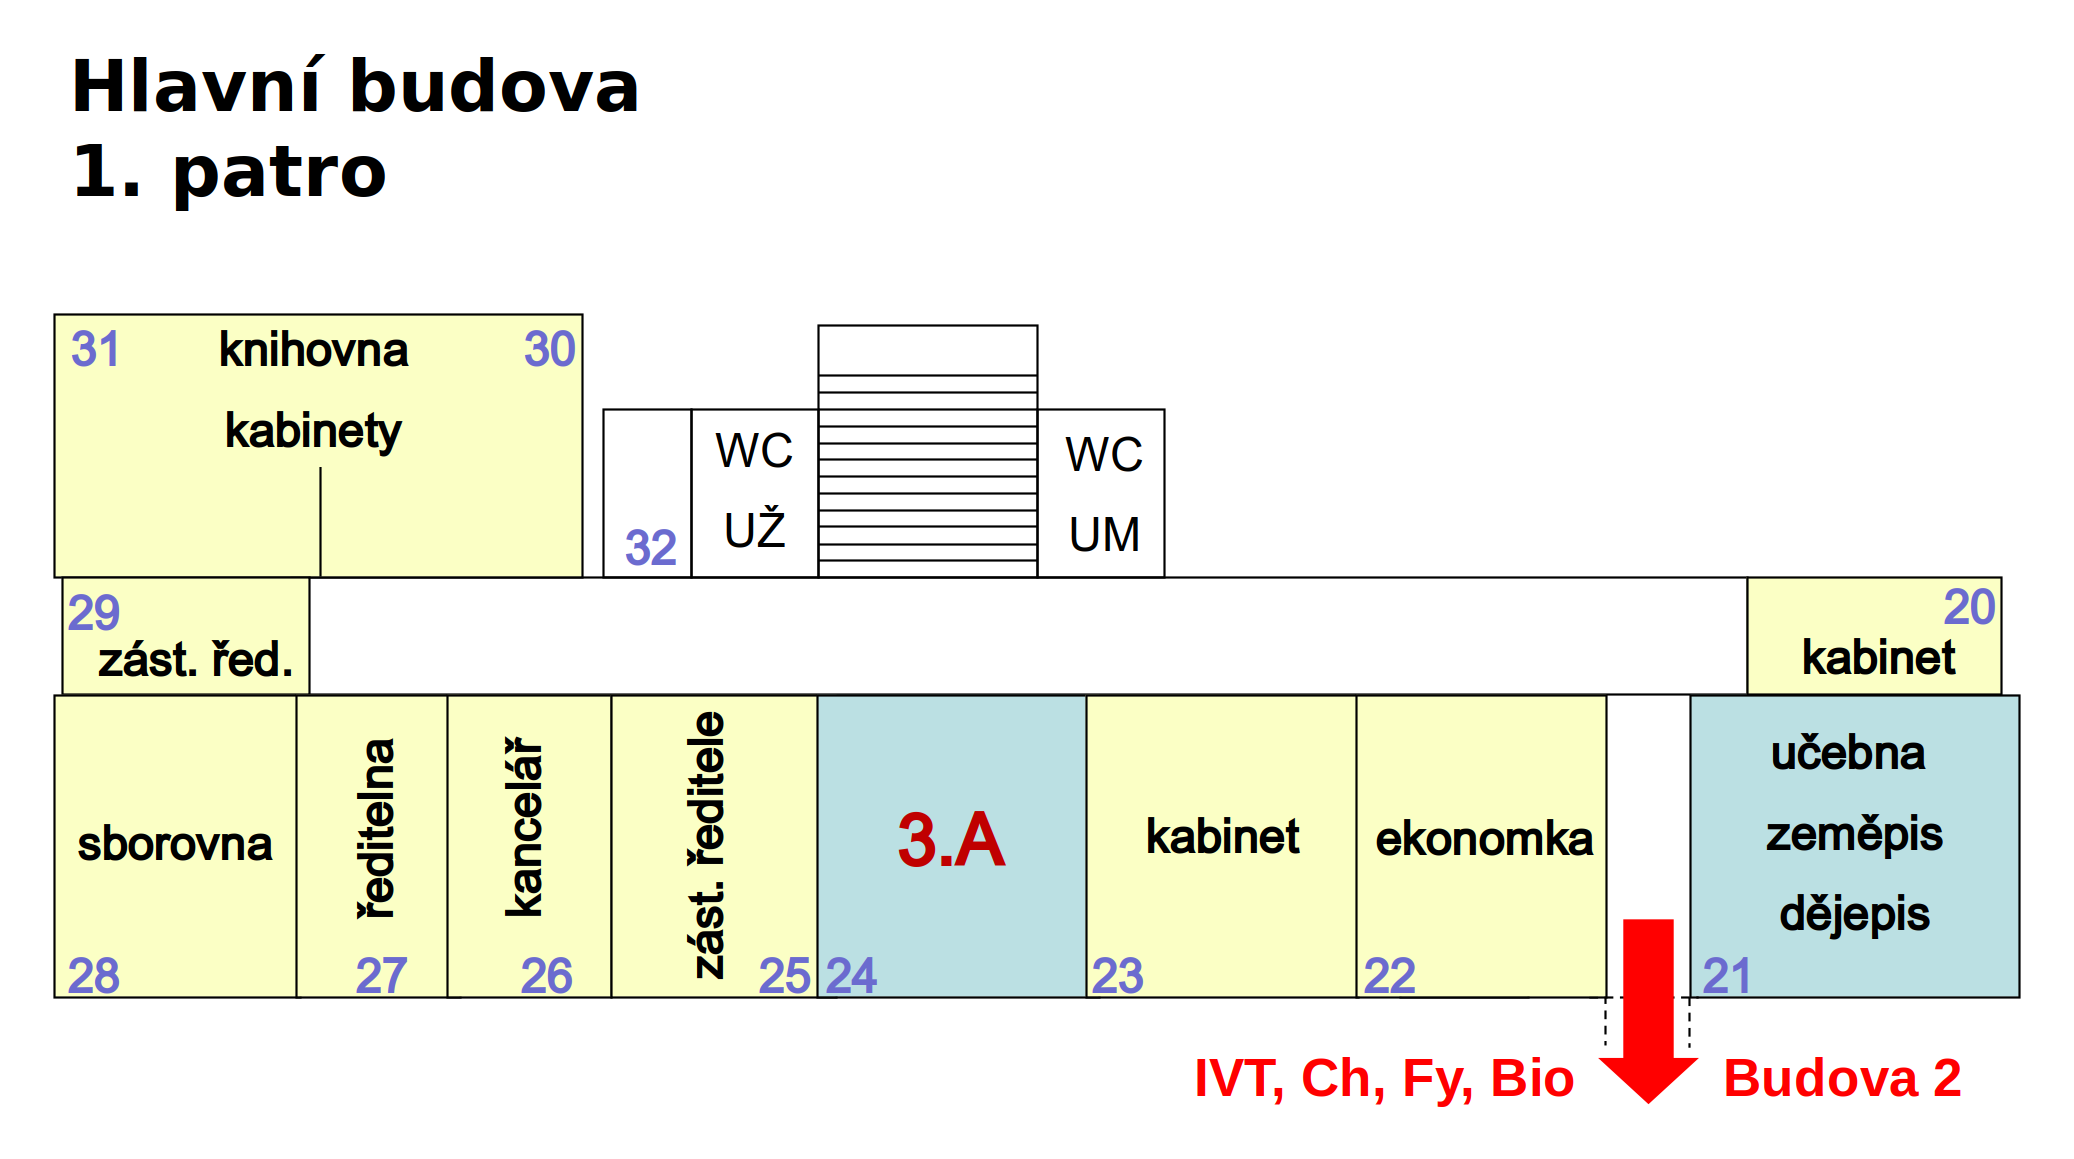 Hlavní budova
1. patro
31 knihovna 30
kabinety
32
WC
UŽ
WC
UM
29
zást. řed.
20
kabinet
sborovna
28
ředitelna
27
kancelář
26
zást. ředitele
25
3.A
24
kabinet
23
ekonomka
22
učebna
zeměpis
dějepis
21
IVT, Ch, Fy, Bio
Budova 2